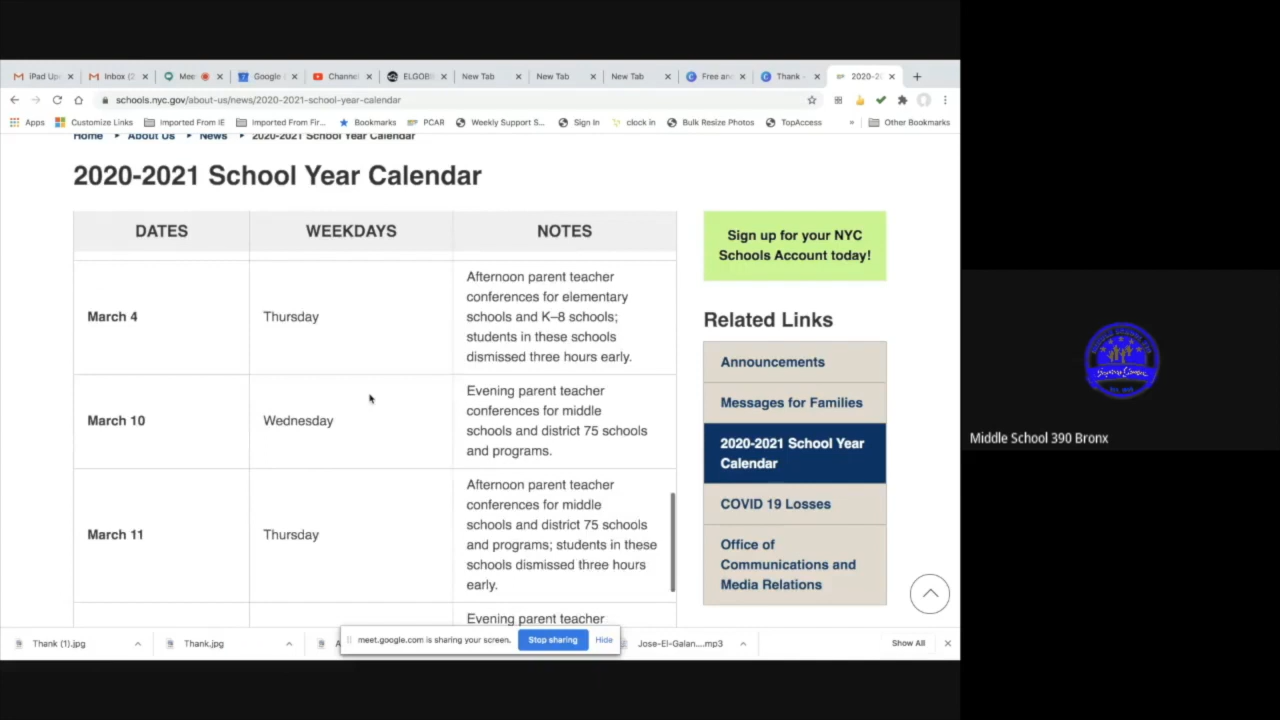 iPad Up
Inbox (2
Mee
Google (
Channe
ELGOB
New Tab
New Tab
New Tab
Free and
Thank -
2020-2
schools.nyc.gov/about-us/news/2020-2021-school-year-calendar
Apps
Customize Links
Imported From IE
Imported From Fir...
Bookmarks
PCAR
Weekly Support S...
Sign In
clock in
Bulk Resize Photos
TopAccess
»
Other Bookmarks
Home
About Us
News
2020-2021 School Year Calendar
2020-2021 School Year Calendar
DATES WEEKDAYS NOTES
March 4
Thursday
Afternoon parent teacher
conferences for elementary
schools and K–8 schools;
students in these schools
dismissed three hours early.
March 10
Wednesday
Evening parent teacher
conferences for middle
schools and district 75 schools
and programs.
March 11
Thursday
Afternoon parent teacher
conferences for middle
schools and district 75 schools
and programs; students in these
schools dismissed three hours
early.
Evening parent teacher
Sign up for your NYC
Schools Account today!
Related Links
Announcements
Messages for Families
2020-2021 School Year
Calendar
COVID 19 Losses
Office of
Communications and
Media Relations
Middle School 390 Bronx
Thank (1).jpg
Thank.jpg
A
meet.google.com is sharing your screen.
Stop sharing
Hide
Jose-El-Galan....mp3
Show All